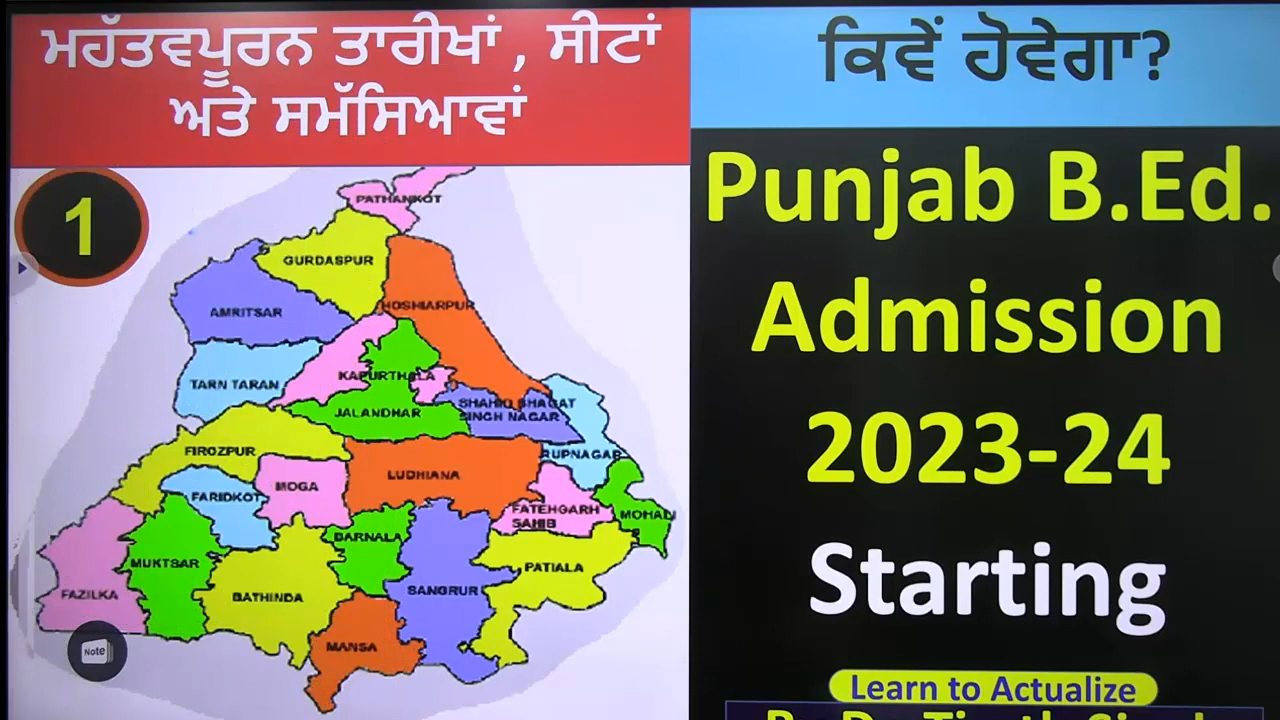 ਮਹੱਤਵਪੂਰਨ ਤਾਰੀਖਾਂ , ਸੀਟਾਂ
ਅਤੇ ਸਮੱਸਿਆਵਾਂ
1
PATHANKOT
GURDASPUR
HOSHIARPUR
AMRITSAR
KAPURTHALA
TARN TARAN
JALANDHAR
SHAHID BHAGAT
SINGH NAGAR
FIROZPUR
RUPNAGAR
LUDHIANA
MOGA
FARIDKOT
FATEHGARH
SAHIB
MOHALI
BARNALA
MUKTSAR
PATIALA
SANGRUR
FAZILKA
BATHINDA
MANSA
Note
ਕਿਵੇਂ ਹੋਵੇਗਾ?
Punjab B.Ed.
Admission
2023-24
Starting
Learn to Actualize